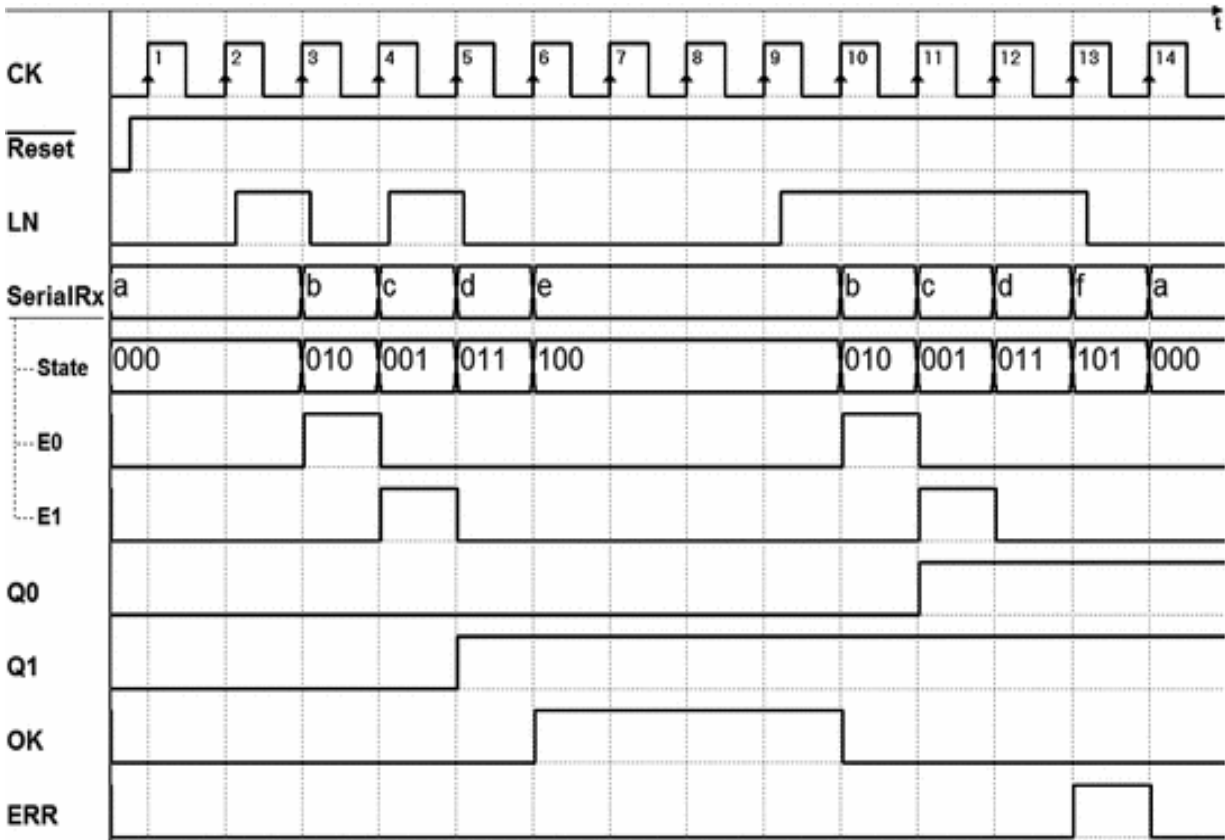 t
CK 1 2 3 4 5 6 7 8 9 10 11 12 13 14
Reset
LN
SerialRx a b c d e b c d f a
State 000 010 001 011 100 010 001 011 101 000
E0
E1
Q0
Q1
OK
ERR